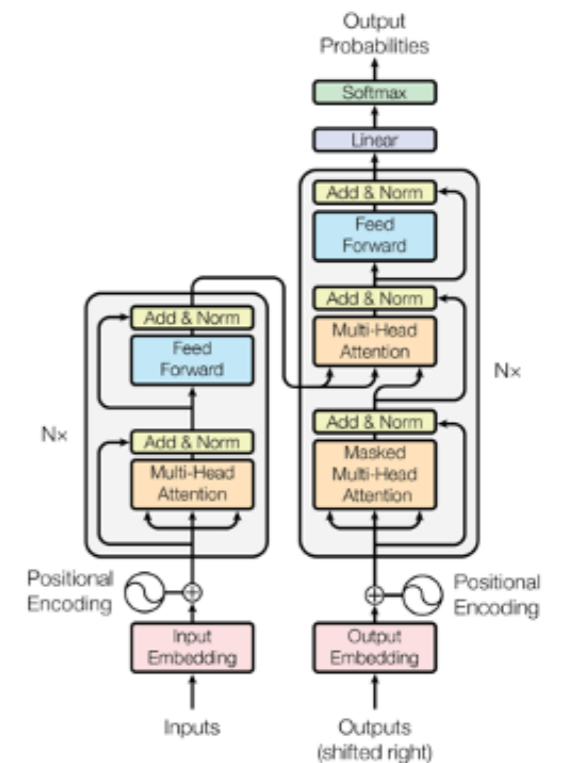 Output
Probabilities
Softmax
Linear
Add & Norm
Feed
Forward
Add & Norm
Multi-Head
Attention
Add & Norm
Masked
Multi-Head
Attention
Nx
Add & Norm
Feed
Forward
Add & Norm
Multi-Head
Attention
Nx
Positional
Encoding
Positional
Encoding
Input
Embedding
Output
Embedding
Inputs
Outputs
(shifted right)